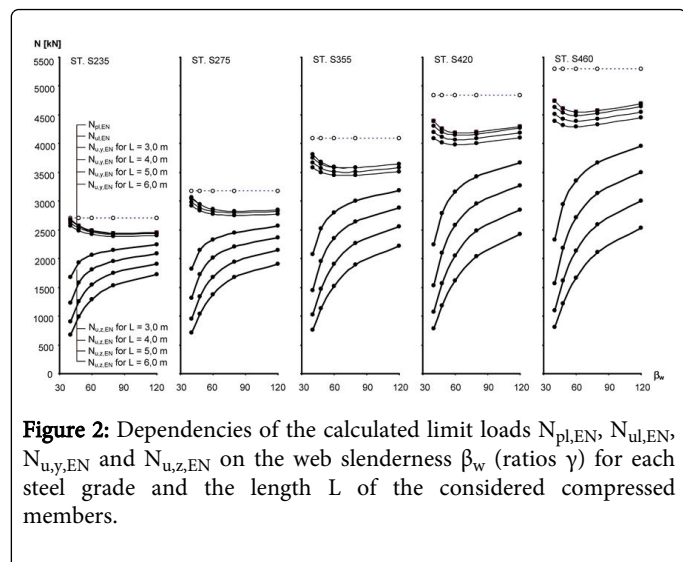 N [kN]
5500
5000
4500
4000
3500
3000
2500
2000
1500
1000
500
0
ST. S235
ST. S275
ST. S355
ST. S420
ST. S460
N_pl,EN
N_ul,EN
N_u,y,EN for L = 3,0 m
N_u,y,EN for L = 4,0 m
N_u,y,EN for L = 5,0 m
N_u,y,EN for L = 6,0 m
N_u,z,EN for L = 3,0 m
N_u,z,EN for L = 4,0 m
N_u,z,EN for L = 5,0 m
N_u,z,EN for L = 6,0 m
30 60 90 120
30 60 90 120
30 60 90 120
30 60 90 120
30 60 90 120
β_w
Figure 2: Dependencies of the calculated limit loads N_pl,EN, N_ul,EN,
N_u,y,EN and N_u,z,EN on the web slenderness β_w (ratios γ) for each
steel grade and the length L of the considered compressed
members.